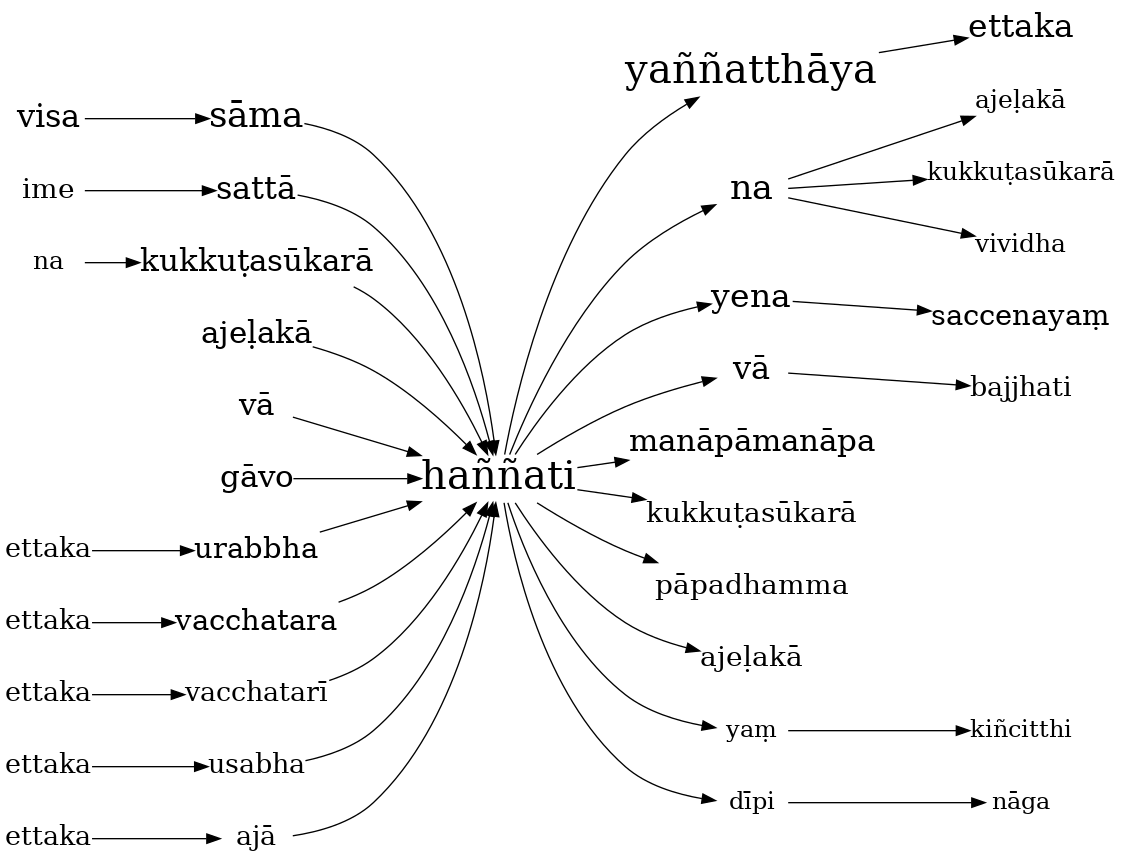 visa
sāma
ime
sattā
na
kukkuṭasūkarā
ajeḷakā
vā
gāvo
ettaka
urabbha
ettaka
vacchatara
ettaka
vacchatarī
ettaka
usabha
ettaka
ajā
haññati
yaññatthāya
ettaka
na
ajeḷakā
kukkuṭasūkarā
vividha
yena
saccenayaṃ
vā
bajjhati
manāpāmanāpa
kukkuṭasūkarā
pāpadhamma
ajeḷakā
yaṃ
kiñcitthi
dīpi
nāga